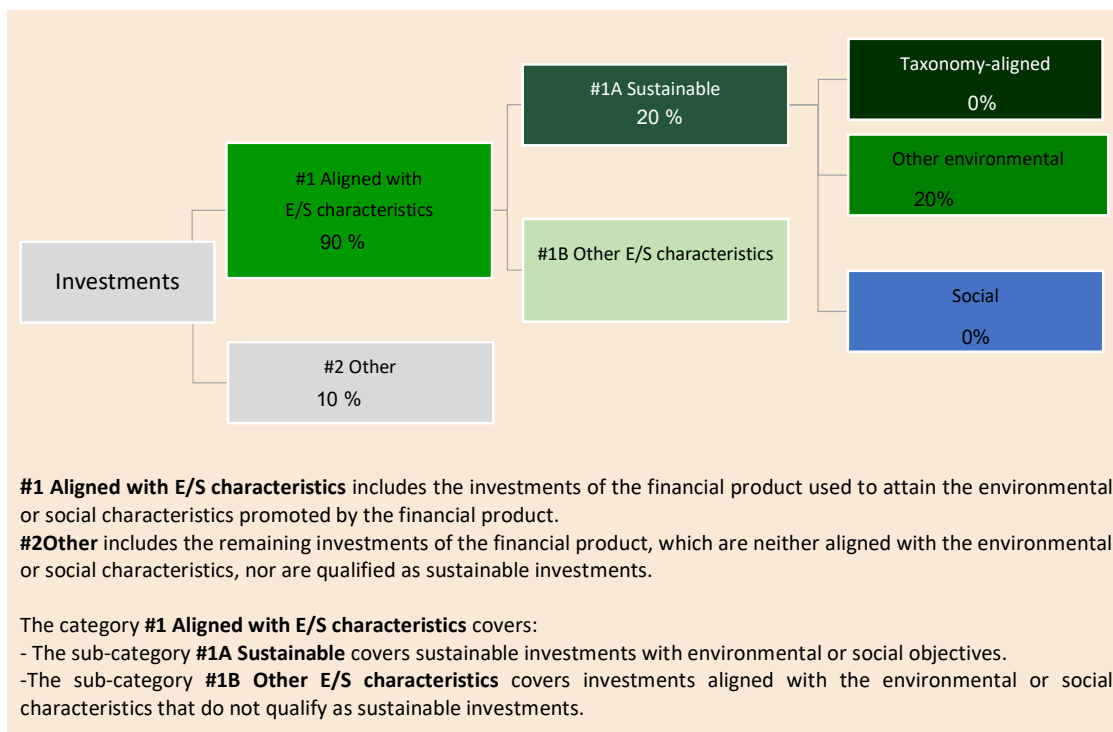 Taxonomy-aligned
0%
#1A Sustainable
20 %
Other environmental
20%
#1 Aligned with
E/S characteristics
90 %
#1B Other E/S characteristics
Investments
Social
0%
#2 Other
10 %
#1 Aligned with E/S characteristics includes the investments of the financial product used to attain the environmental
or social characteristics promoted by the financial product.
#2Other includes the remaining investments of the financial product, which are neither aligned with the environmental
or social characteristics, nor are qualified as sustainable investments.
The category #1 Aligned with E/S characteristics covers:
- The sub-category #1A Sustainable covers sustainable investments with environmental or social objectives.
-The sub-category #1B Other E/S characteristics covers investments aligned with the environmental or social
characteristics that do not qualify as sustainable investments.